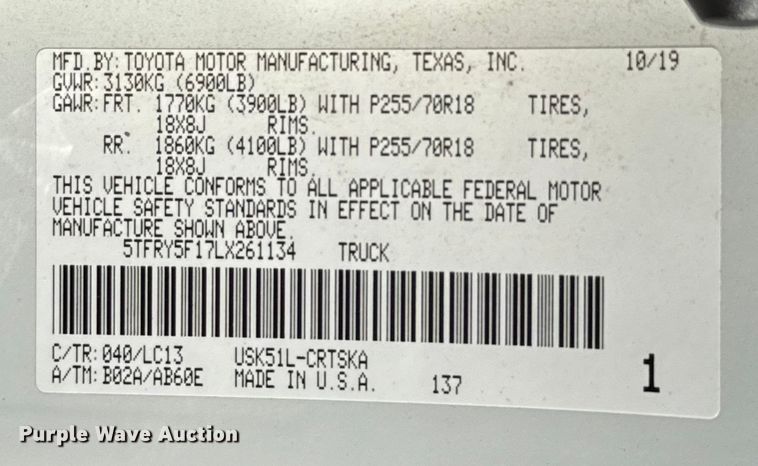 MFD.BY: TOYOTA MOTOR MANUFACTURING, TEXAS, INC. 10/19
GVWR: 3130KG (6900LB)
GAWR: FRT. 1770KG (3900LB) WITH P255/70R18 TIRES,
18X8J RIMS.
RR. 1860KG (4100LB) WITH P255/70R18 TIRES,
18X8J RIMS.
THIS VEHICLE CONFORMS TO ALL APPLICABLE FEDERAL MOTOR
VEHICLE SAFETY STANDARDS IN EFFECT ON THE DATE OF
MANUFACTURE SHOWN ABOVE.
5TFRY5F17LX261134 TRUCK
C/TR: 040/LC13 USK51L-CRTSKA
A/TM: B02A/AB60E MADE IN U.S.A. 137 1
Purple Wave Auction